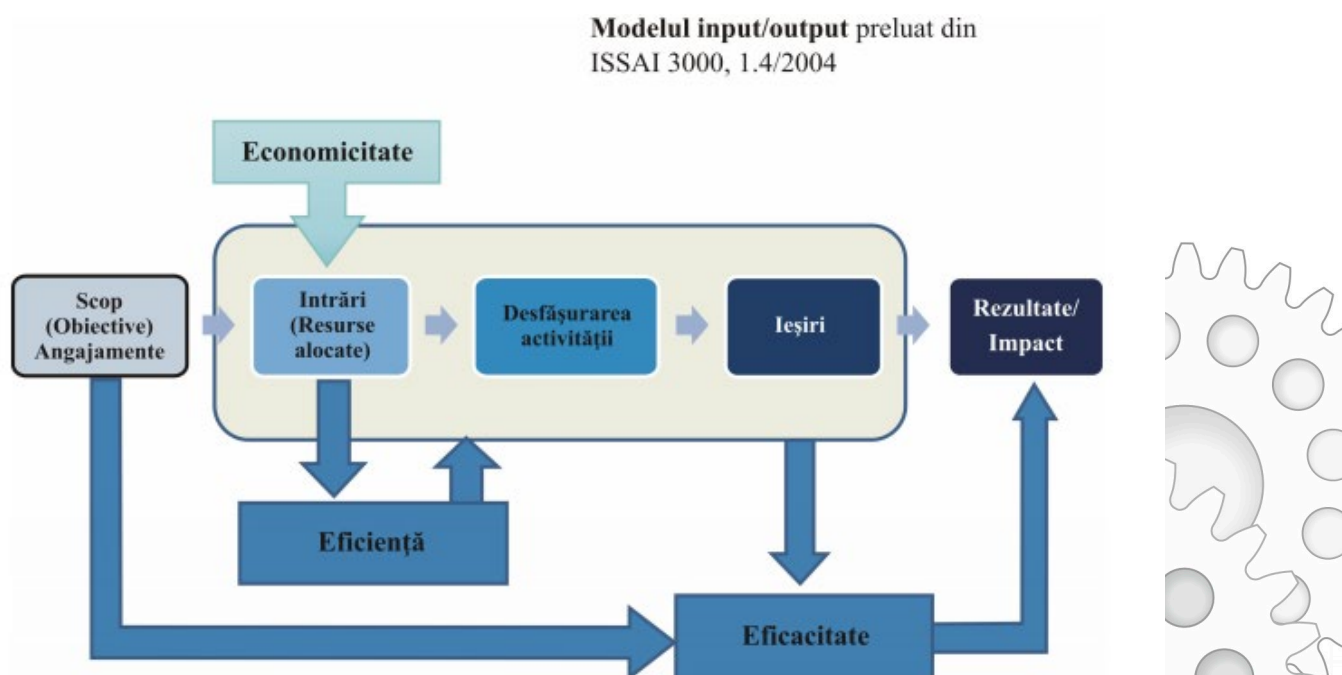 Modelul input/output preluat din
ISSAI 3000, 1.4/2004
Economicitate
Scop
(Obiective)
Angajamente
Intrări
(Resurse
alocate)
Desfășurarea
activității
Ieșiri
Rezultate/
Impact
Eficiență
Eficacitate